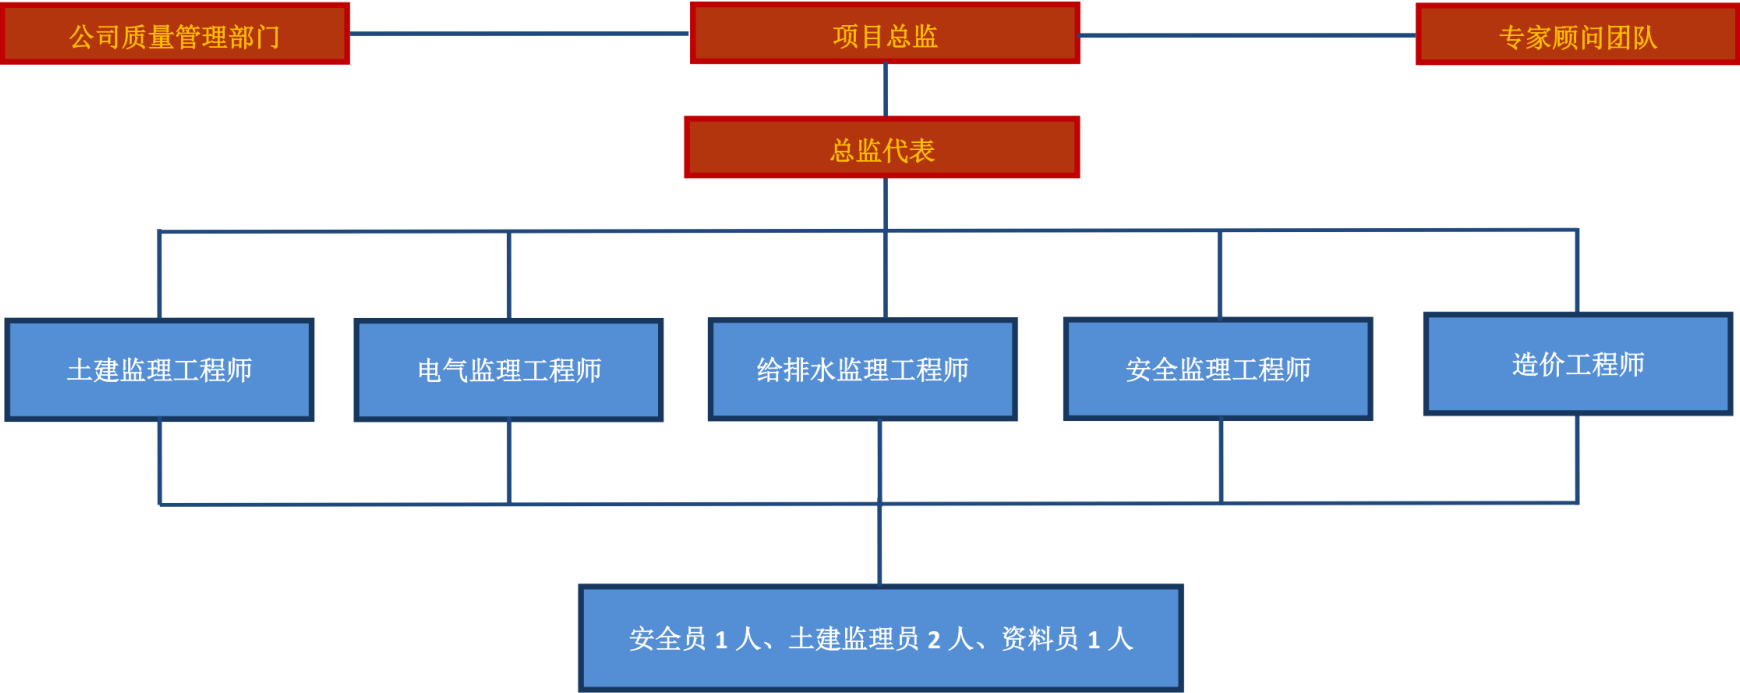 公司质量管理部门
项目总监
专家顾问团队
总监代表
土建监理工程师
电气监理工程师
给排水监理工程师
安全监理工程师
造价工程师
安全员 1 人、土建监理员 2 人、资料员 1 人